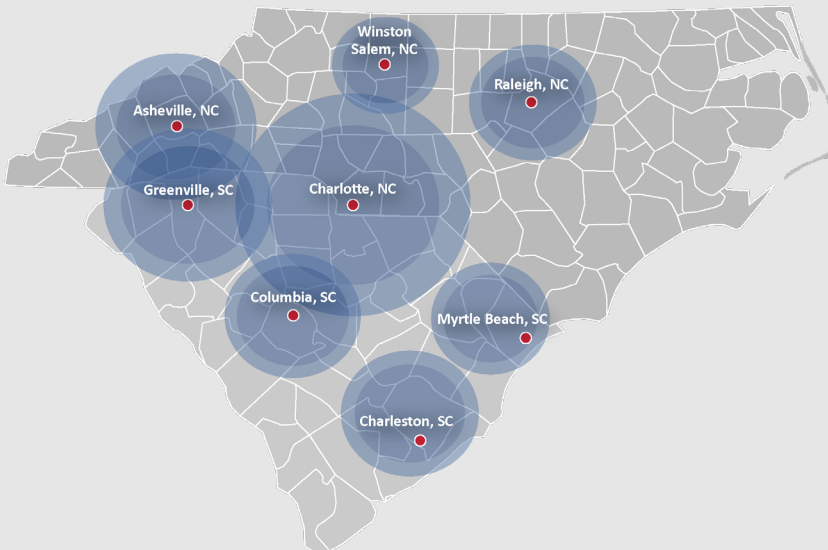 Winston
Salem, NC
Raleigh, NC
Asheville, NC
Greenville, SC
Charlotte, NC
Columbia, SC
Myrtle Beach, SC
Charleston, SC